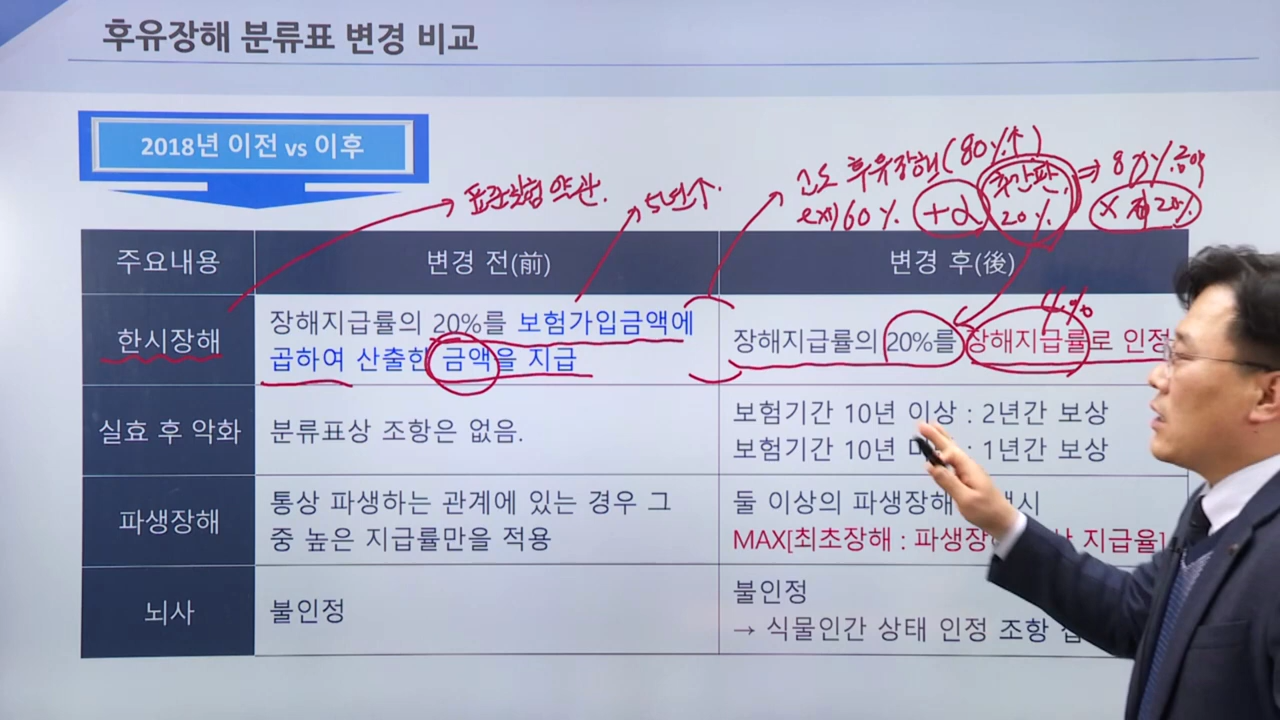 후유장해 분류표 변경 비교
2018년 이전 vs 이후
표준실험 약관.
5년↑.
고도 후유장해(80%↑)
ex) 60% +α 추간판 20% ⇒ 80% 금액
× 20%
주요내용
변경 전(前)
변경 후(後)
한시장해
장해지급률의 20%를 보험가입금액에
곱하여 산출한 금액을 지급
4%
장해지급률의 20%를 장해지급률로 인정
실효 후 악화
분류표상 조항은 없음.
보험기간 10년 이상 : 2년간 보상
보험기간 10년 : 1년간 보상
파생장해
통상 파생하는 관계에 있는 경우 그
중 높은 지급률만을 적용
둘 이상의 파생장해
MAX[최초장해 : 파생장 지급율]
뇌사
불인정
불인정
→ 식물인간 상태 인정 조항